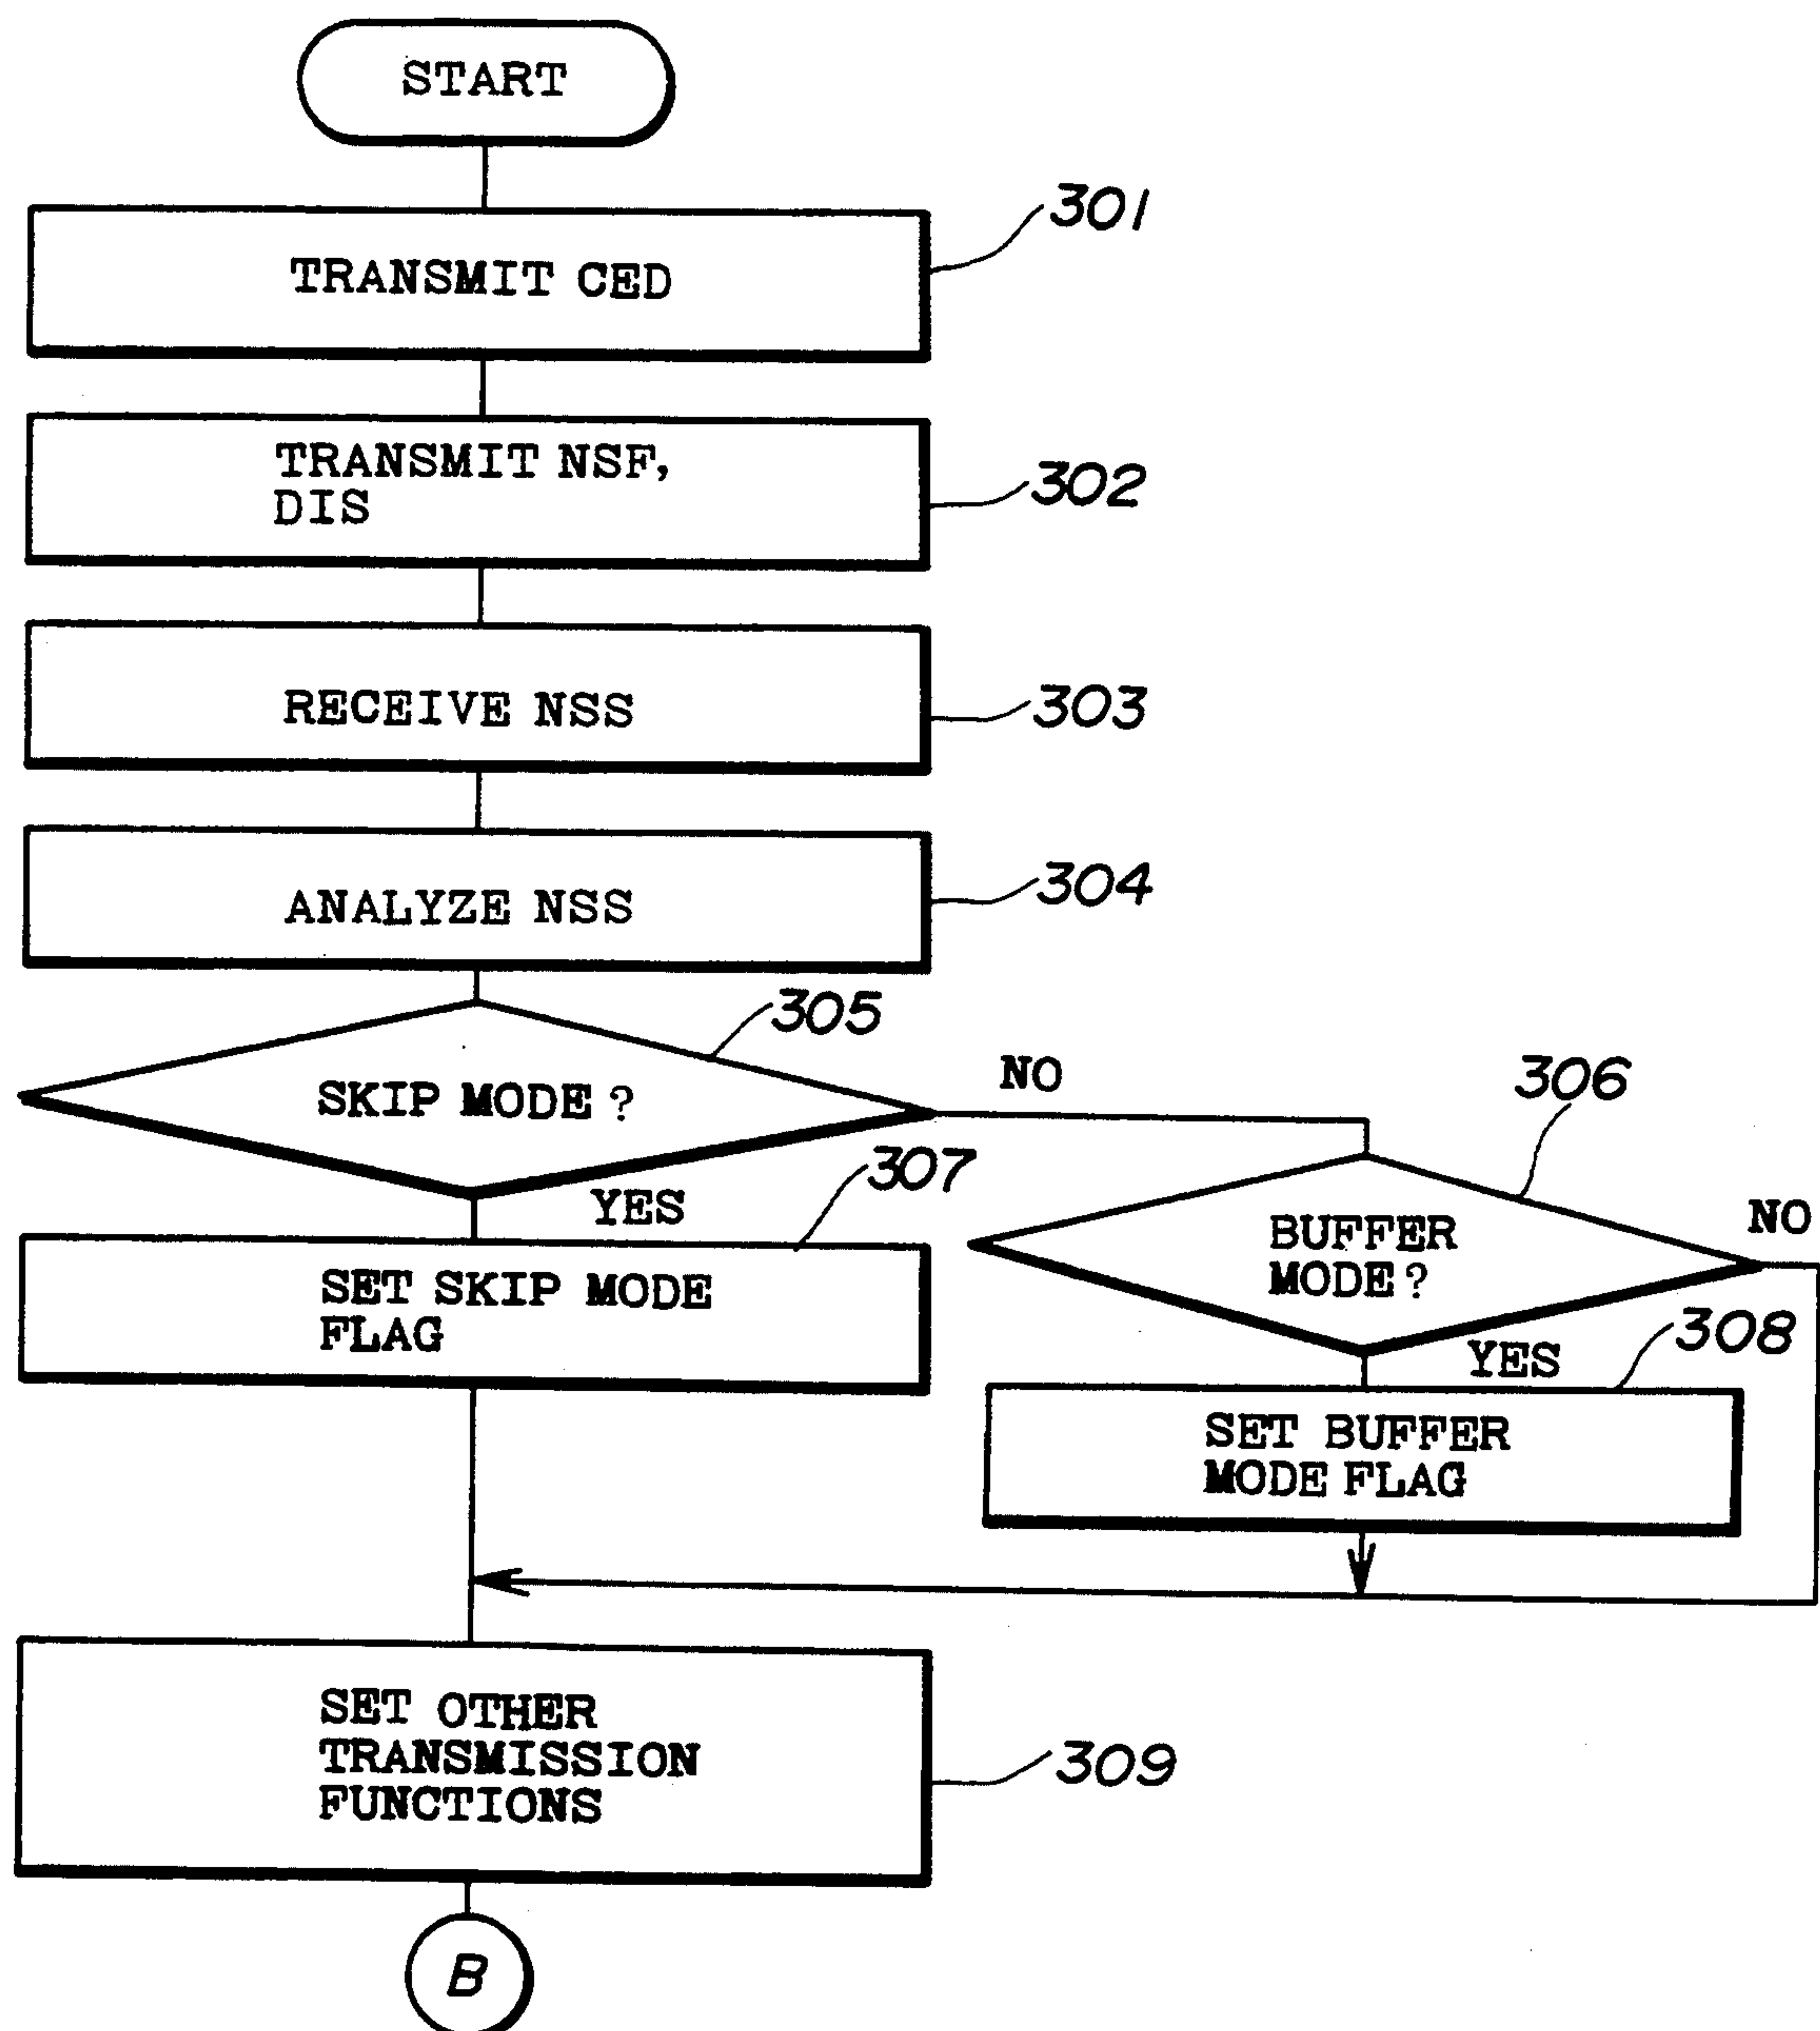 START
301
TRANSMIT CED
TRANSMIT NSF,
DIS
302
RECEIVE NSS
303
ANALYZE NSS
304
305
SKIP MODE?
NO
306
307
YES
BUFFER
MODE?
NO
SET SKIP MODE
FLAG
308
YES
SET BUFFER
MODE FLAG
SET OTHER
TRANSMISSION
FUNCTIONS
309
B